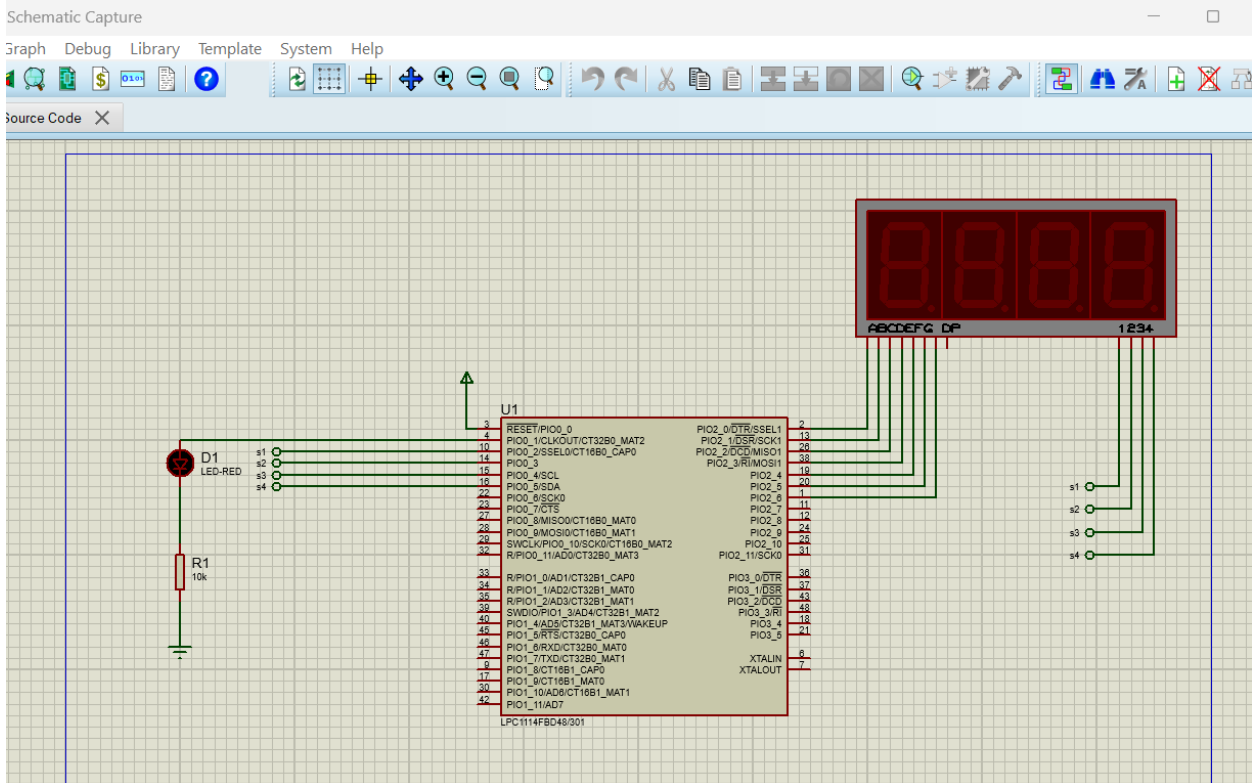 Schematic Capture
Graph Debug Library Template System Help
Source Code
ABCDEFG DP 1234
U1
3 RESET/PIO0_0
4 PIO0_1/CLKOUT/CT32B0_MAT2
10 PIO0_2/SSEL0/CT16B0_CAP0
14 PIO0_3
15 PIO0_4/SCL
16 PIO0_5/SDA
22 PIO0_6/SCK0
23 PIO0_7/CTS
27 PIO0_8/MISO0/CT16B0_MAT0
28 PIO0_9/MOSI0/CT16B0_MAT1
29 SWCLK/PIO0_10/SCK0/CT16B0_MAT2
32 R/PIO0_11/AD0/CT32B0_MAT3
33 R/PIO1_0/AD1/CT32B1_CAP0
34 R/PIO1_1/AD2/CT32B1_MAT0
35 R/PIO1_2/AD3/CT32B1_MAT1
39 SWDIO/PIO1_3/AD4/CT32B1_MAT2
40 PIO1_4/AD5/CT32B1_MAT3/WAKEUP
45 PIO1_5/RTS/CT32B0_CAP0
46 PIO1_6/RXD/CT32B0_MAT0
47 PIO1_7/TXD/CT32B0_MAT1
9 PIO1_8/CT16B1_CAP0
17 PIO1_9/CT16B1_MAT0
30 PIO1_10/AD6/CT16B1_MAT1
42 PIO1_11/AD7
PIO2_0/DTR/SSEL1 2
PIO2_1/DSR/SCK1 13
PIO2_2/DCD/MISO1 26
PIO2_3/RI/MOSI1 38
PIO2_4 19
PIO2_5 20
PIO2_6 1
PIO2_7 11
PIO2_8 12
PIO2_9 24
PIO2_10 25
PIO2_11/SCK0 31
PIO3_0/DTR 36
PIO3_1/DSR 37
PIO3_2/DCD 43
PIO3_3/RI 48
PIO3_4 18
PIO3_5 21
XTALIN 6
XTALOUT 7
LPC1114FBD48/301
D1
LED-RED
s1
s2
s3
s4
R1
10k
s1
s2
s3
s4